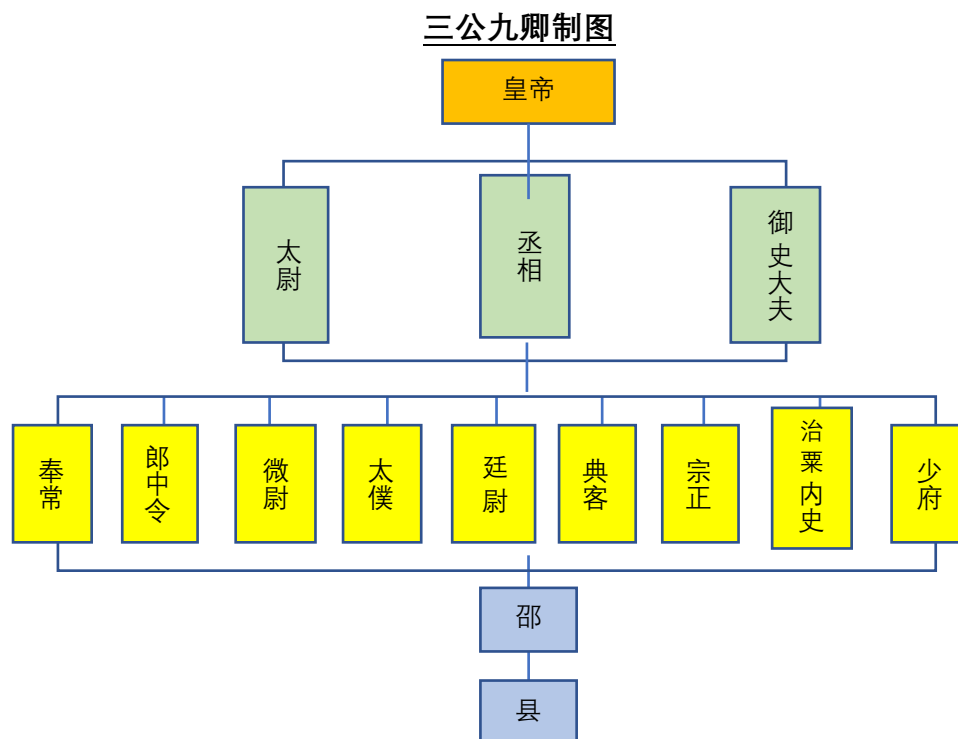 三公九卿制图
皇帝
太尉
丞相
御史大夫
奉常
郎中令
微尉
太僕
廷尉
典客
宗正
治粟内史
少府
邵
县